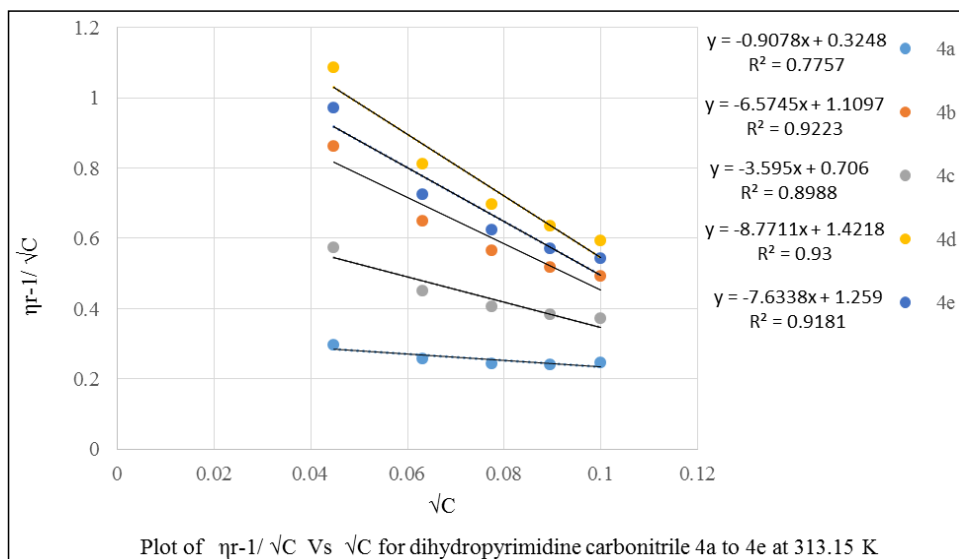 1.2
1
0.8
0.6
0.4
0.2
0
0
0.02
0.04
0.06
0.08
0.1
0.12
ηr-1/ √C
√C
y = -0.9078x + 0.3248
R² = 0.7757
4a
y = -6.5745x + 1.1097
R² = 0.9223
4b
y = -3.595x + 0.706
R² = 0.8988
4c
y = -8.7711x + 1.4218
R² = 0.93
4d
y = -7.6338x + 1.259
R² = 0.9181
4e
Plot of ηr-1/ √C Vs √C for dihydropyrimidine carbonitrile 4a to 4e at 313.15 K